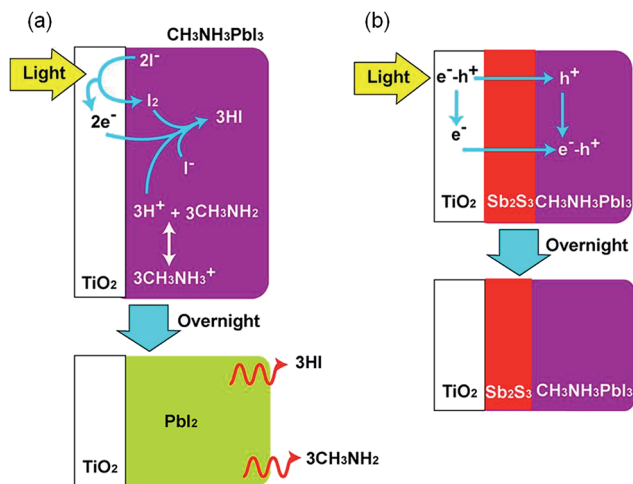 (a)
CH₃NH₃PbI₃
Light
2I⁻
I₂
2e⁻
3HI
I⁻
3H⁺ + 3CH₃NH₂
3CH₃NH₃⁺
TiO₂
Overnight
3HI
PbI₂
3CH₃NH₂
TiO₂
(b)
Light
e⁻-h⁺
h⁺
e⁻
e⁻-h⁺
TiO₂
Sb₂S₃
CH₃NH₃PbI₃
Overnight
TiO₂
Sb₂S₃
CH₃NH₃PbI₃